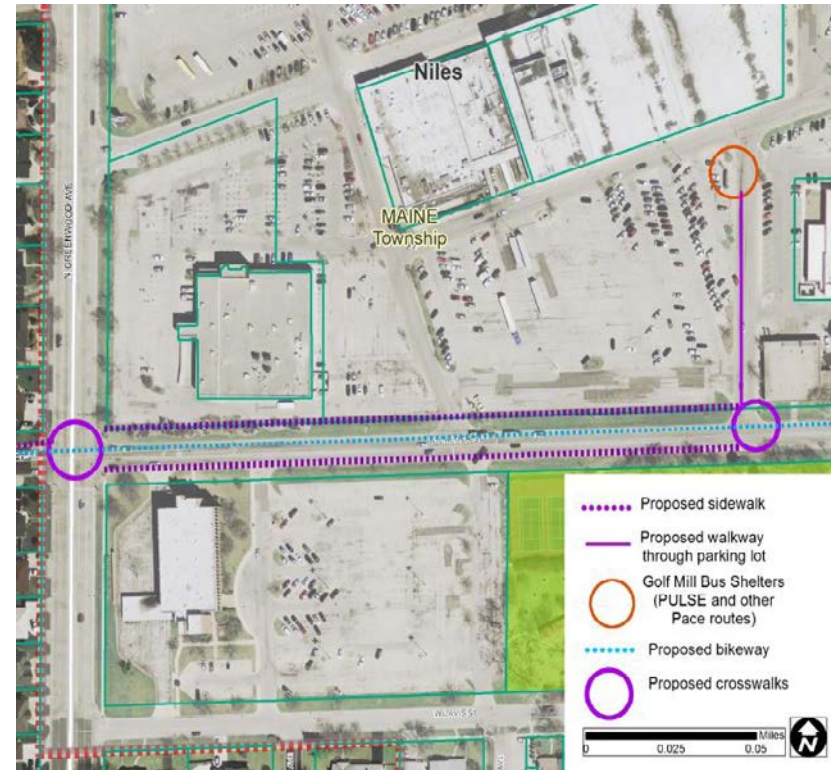 Niles
N GREENWOOD AVE
MAINE
Township
Proposed sidewalk
Proposed walkway
through parking lot
Golf Mill Bus Shelters
(PULSE and other
Pace routes)
Proposed bikeway
Proposed crosswalks
Miles
0 0.025 0.05
N